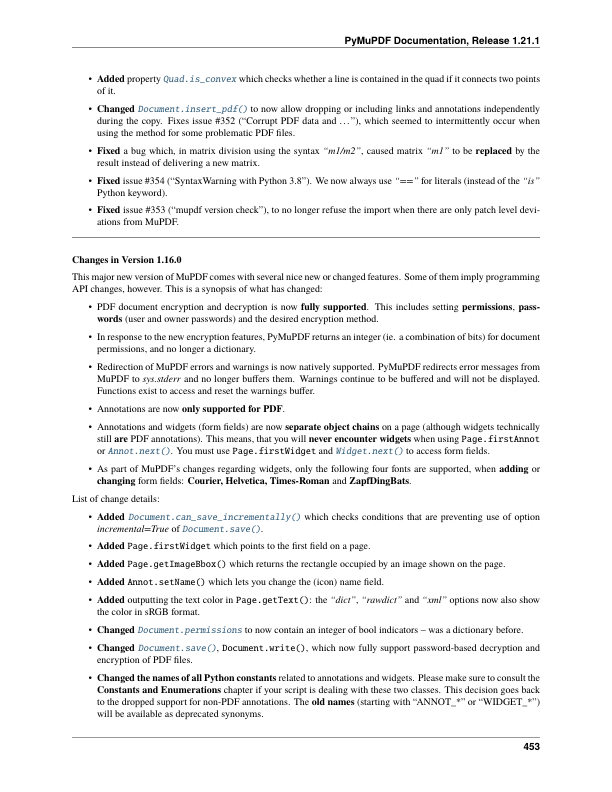 PyMuPDF Documentation, Release 1.21.1
• Added property Quad.is_convex which checks whether a line is contained in the quad if it connects two points
of it.
• Changed Document.insert_pdf() to now allow dropping or including links and annotations independently
during the copy. Fixes issue #352 (“Corrupt PDF data and …”), which seemed to intermittently occur when
using the method for some problematic PDF files.
• Fixed a bug which, in matrix division using the syntax “m1/m2”, caused matrix “m1” to be replaced by the
result instead of delivering a new matrix.
• Fixed issue #354 (“SyntaxWarning with Python 3.8”). We now always use “==” for literals (instead of the “is”
Python keyword).
• Fixed issue #353 (“mupdf version check”), to no longer refuse the import when there are only patch level devi-
ations from MuPDF.
Changes in Version 1.16.0
This major new version of MuPDF comes with several nice new or changed features. Some of them imply programming
API changes, however. This is a synopsis of what has changed:
• PDF document encryption and decryption is now fully supported. This includes setting permissions, pass-
words (user and owner passwords) and the desired encryption method.
• In response to the new encryption features, PyMuPDF returns an integer (ie. a combination of bits) for document
permissions, and no longer a dictionary.
• Redirection of MuPDF errors and warnings is now natively supported. PyMuPDF redirects error messages from
MuPDF to sys.stderr and no longer buffers them. Warnings continue to be buffered and will not be displayed.
Functions exist to access and reset the warnings buffer.
• Annotations are now only supported for PDF.
• Annotations and widgets (form fields) are now separate object chains on a page (although widgets technically
still are PDF annotations). This means, that you will never encounter widgets when using Page.firstAnnot
or Annot.next(). You must use Page.firstWidget and Widget.next() to access form fields.
• As part of MuPDF’s changes regarding widgets, only the following four fonts are supported, when adding or
changing form fields: Courier, Helvetica, Times-Roman and ZapfDingBats.
List of change details:
• Added Document.can_save_incrementally() which checks conditions that are preventing use of option
incremental=True of Document.save().
• Added Page.firstWidget which points to the first field on a page.
• Added Page.getImageBbox() which returns the rectangle occupied by an image shown on the page.
• Added Annot.setName() which lets you change the (icon) name field.
• Added outputting the text color in Page.getText(): the “dict”, “rawdict” and “xml” options now also show
the color in sRGB format.
• Changed Document.permissions to now contain an integer of bool indicators – was a dictionary before.
• Changed Document.save(), Document.write(), which now fully support password-based decryption and
encryption of PDF files.
• Changed the names of all Python constants related to annotations and widgets. Please make sure to consult the
Constants and Enumerations chapter if your script is dealing with these two classes. This decision goes back
to the dropped support for non-PDF annotations. The old names (starting with “ANNOT_*” or “WIDGET_*”)
will be available as deprecated synonyms.
453